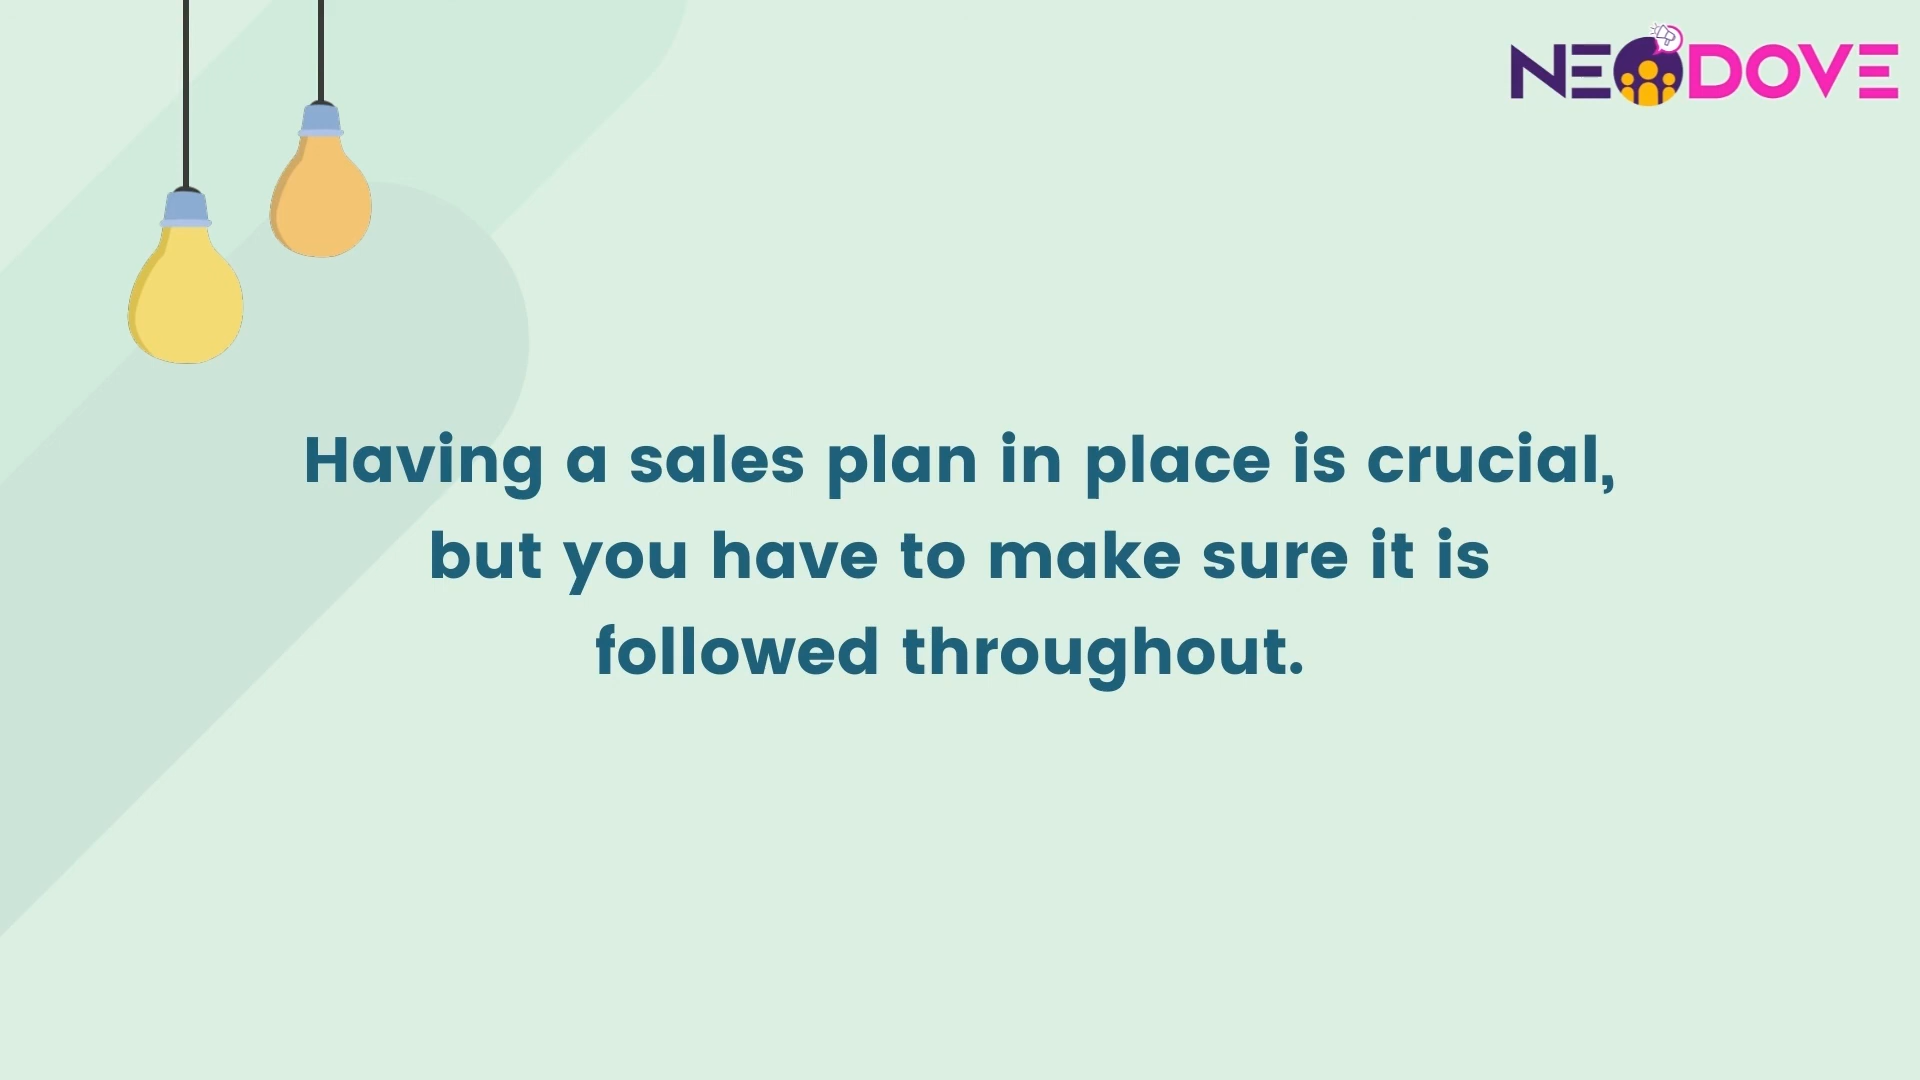 NEODOVE
Having a sales plan in place is crucial,
but you have to make sure it is
followed throughout.